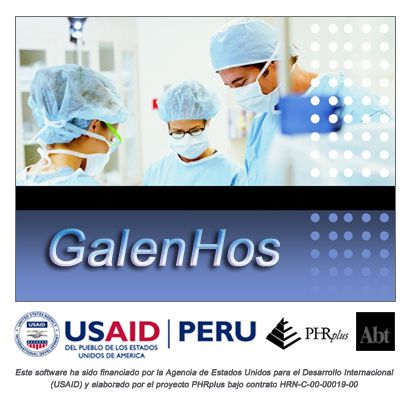 GalenHos
USAID
USAID | PERU
DEL PUEBLO DE LOS ESTADOS
UNIDOS DE AMERICA
PHRplus
Abt
Este software ha sido financiado por la Agencia de Estados Unidos para el Desarrollo Internacional
(USAID) y elaborado por el proyecto PHRplus bajo contrato HRN-C-00-00019-00